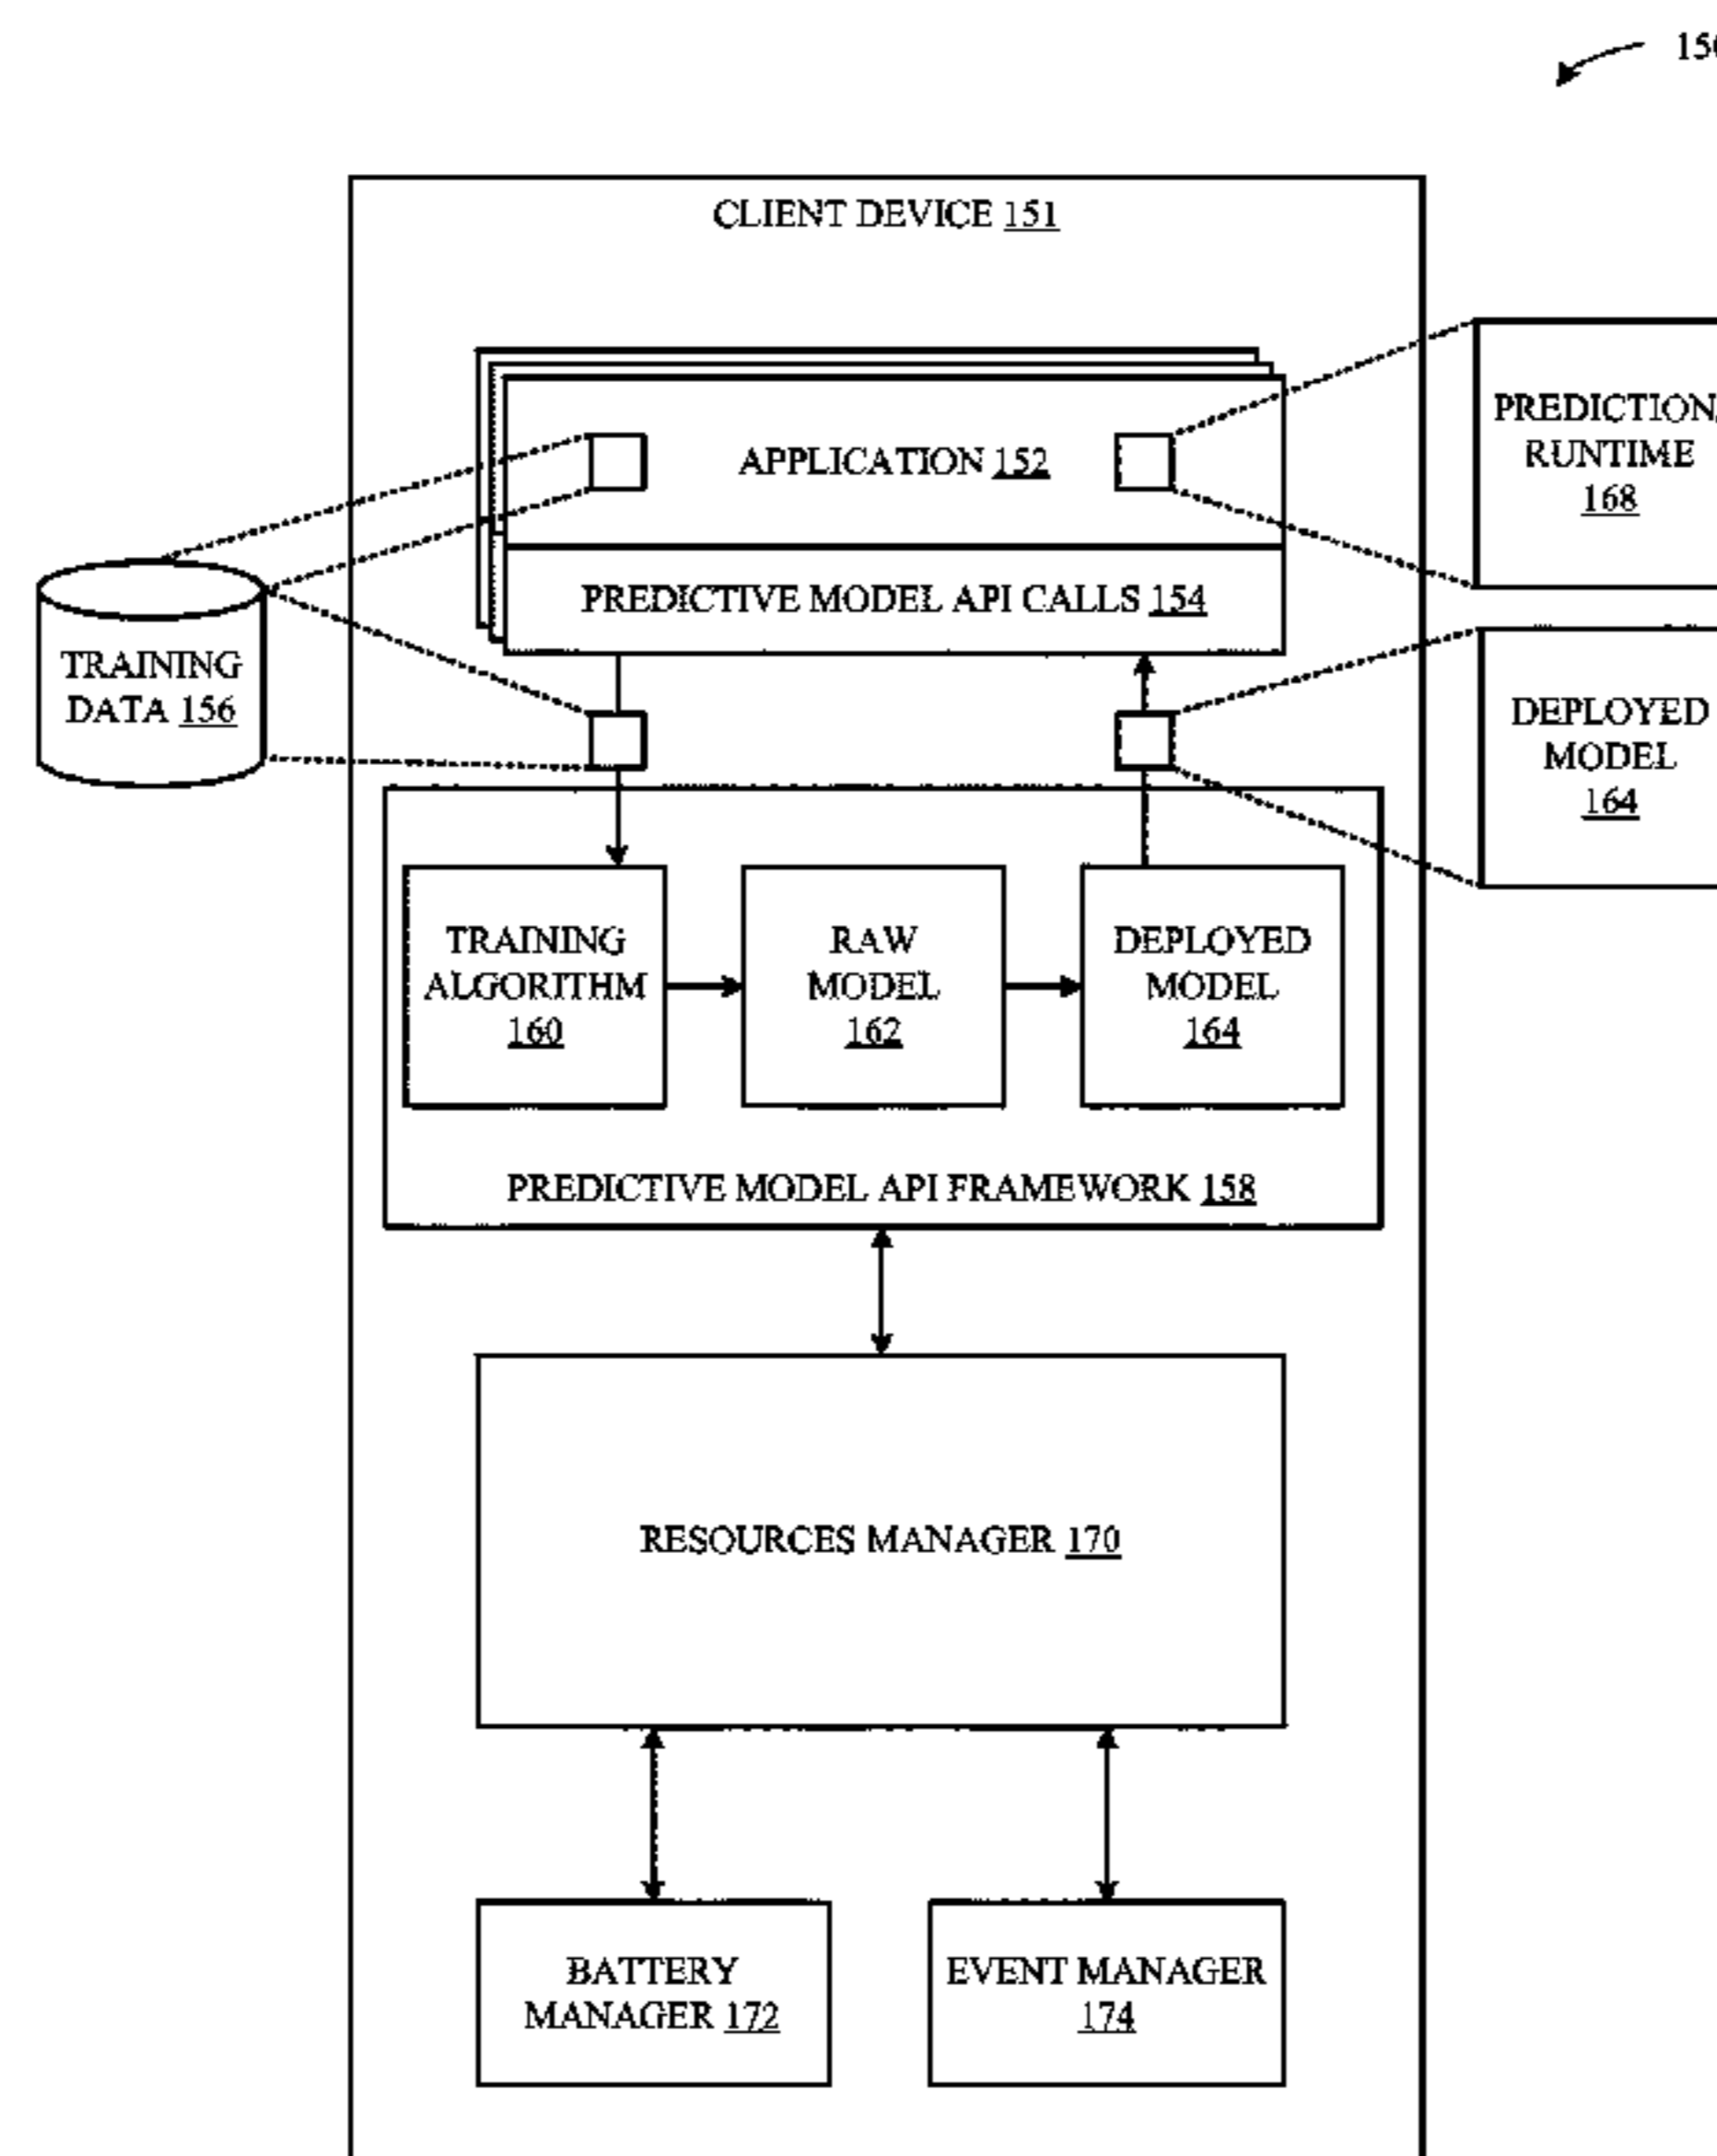 CLIENT DEVICE 151
APPLICATION 152
PREDICTION
RUNTIME
168
PREDICTIVE MODEL API CALLS 154
TRAINING
DATA 156
DEPLOYED
MODEL
164
TRAINING
ALGORITHM
160
RAW
MODEL
162
DEPLOYED
MODEL
164
PREDICTIVE MODEL API FRAMEWORK 158
RESOURCES MANAGER 170
BATTERY
MANAGER 172
EVENT MANAGER
174